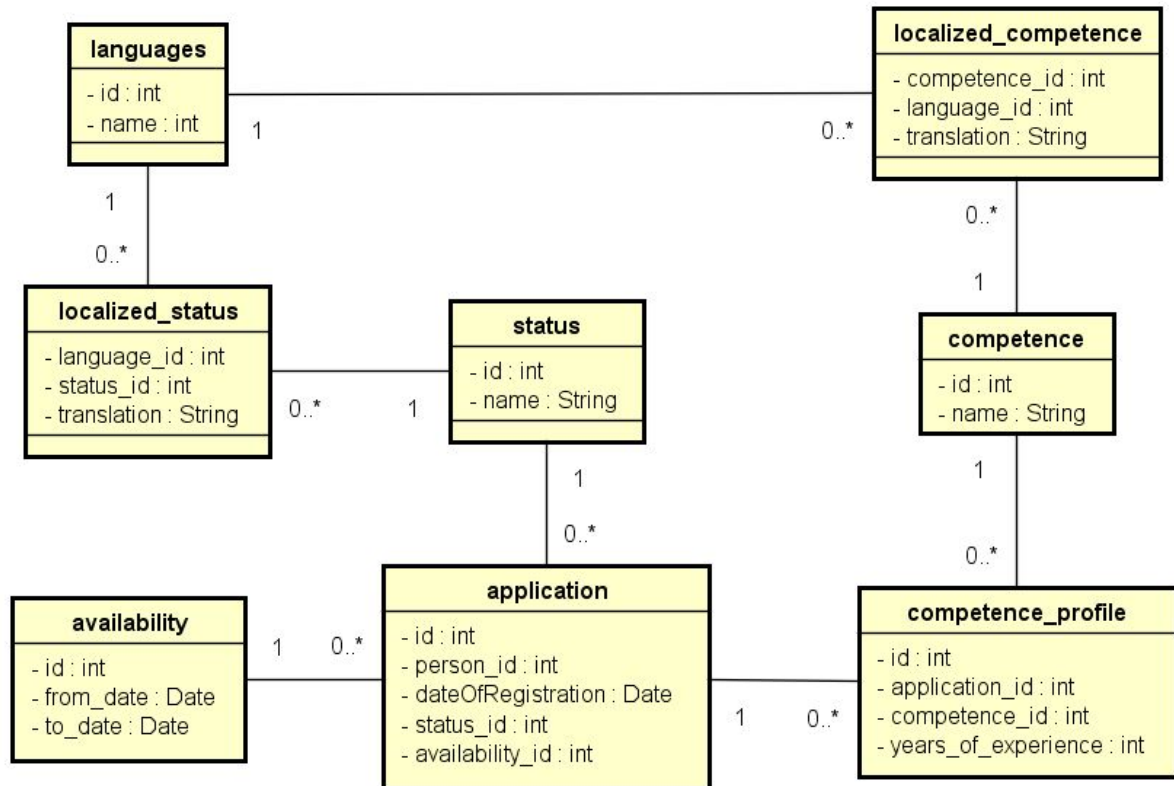 languages
- id : int
- name : int
1
0..*
localized_competence
- competence_id : int
- language_id : int
- translation : String
1
0..*
0..*
1
localized_status
- language_id : int
- status_id : int
- translation : String
0..*
1
status
- id : int
- name : String
competence
- id : int
- name : String
1
0..*
1
0..*
availability
- id : int
- from_date : Date
- to_date : Date
1
0..*
application
- id : int
- person_id : int
- dateOfRegistration : Date
- status_id : int
- availability_id : int
1
0..*
competence_profile
- id : int
- application_id : int
- competence_id : int
- years_of_experience : int